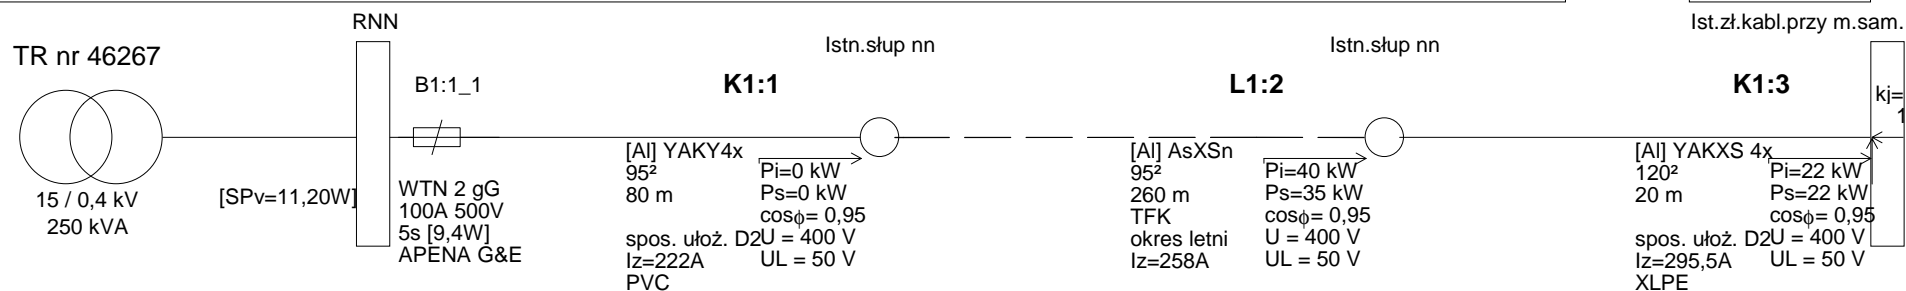 RNN
Ist.zł.kabl.przy m.sam.
TR nr 46267
Istn.słup nn
Istn.słup nn
B1:1_1
K1:1
L1:2
K1:3
kj=
1
15 / 0,4 kV
250 kVA
[SPv=11,20W]
WTN 2 gG
100A 500V
5s [9,4W]
APENA G&E
[Al] YAKY4x
95²
80 m
spos. ułoż. D2
Iz=222A
PVC
Pi=0 kW
Ps=0 kW
cosϕ= 0,95
U = 400 V
UL = 50 V
[Al] AsXSn
95²
260 m
TFK
okres letni
Iz=258A
Pi=40 kW
Ps=35 kW
cosϕ= 0,95
U = 400 V
UL = 50 V
[Al] YAKXS 4x
120²
20 m
spos. ułoż. D2
Iz=295,5A
XLPE
Pi=22 kW
Ps=22 kW
cosϕ= 0,95
U = 400 V
UL = 50 V